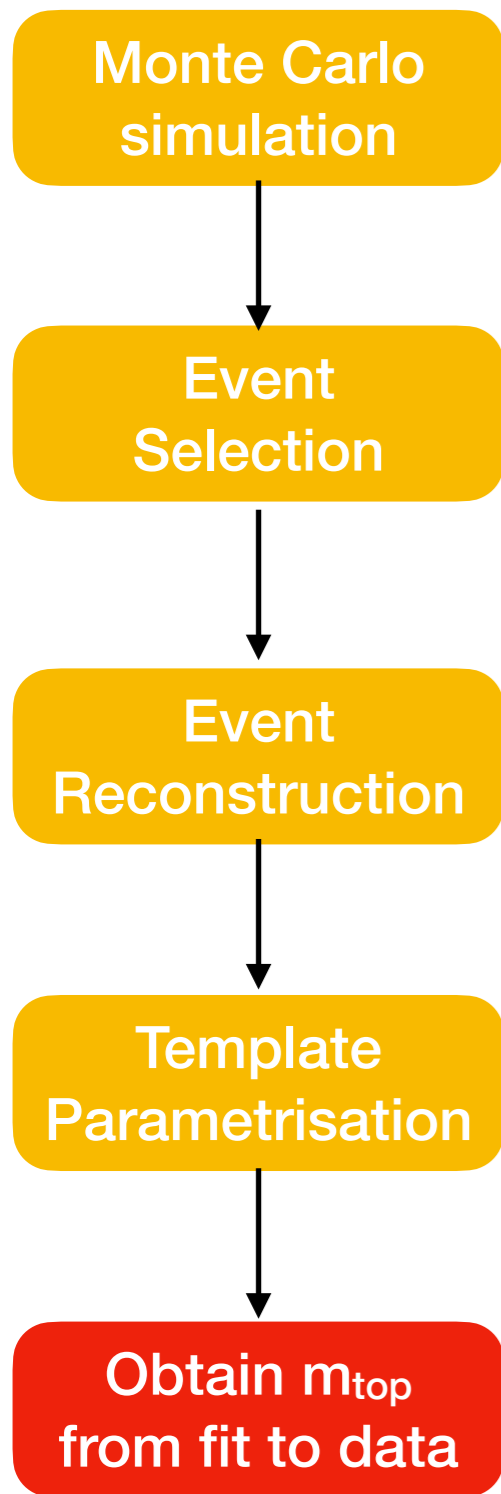 Monte Carlo
simulation
Event
Selection
Event
Reconstruction
Template
Parametrisation
Obtain mtop
from fit to data